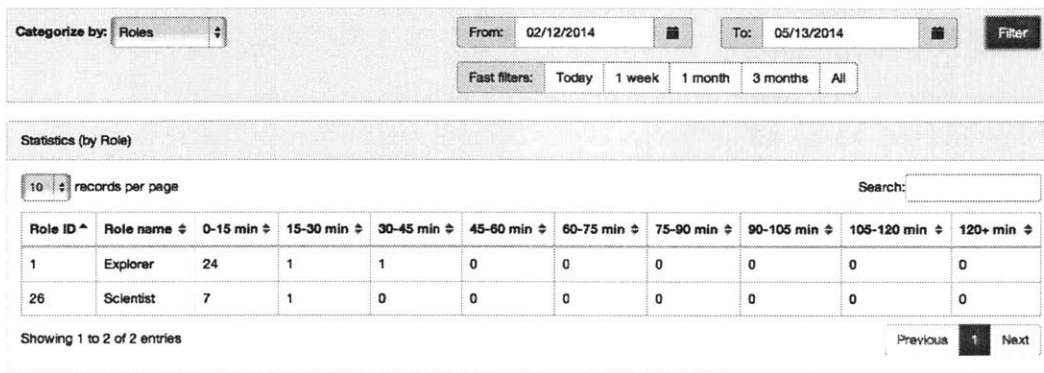 Categorize by: Roles From: 02/12/2014 To: 05/13/2014 Filter
Fast filters: Today 1 week 1 month 3 months All
Statistics (by Role)
10 records per page Search:
Role ID Role name 0-15 min 15-30 min 30-45 min 45-60 min 60-75 min 75-90 min 90-105 min 105-120 min 120+ min
1 Explorer 24 1 1 0 0 0 0 0 0
26 Scientist 7 1 0 0 0 0 0 0 0
Showing 1 to 2 of 2 entries Previous 1 Next